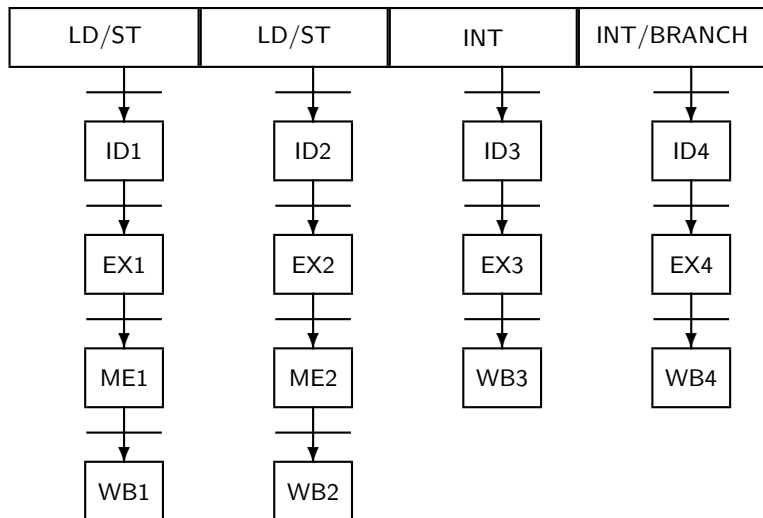 LD/ST LD/ST INT INT/BRANCH
ID1 ID2 ID3 ID4
EX1 EX2 EX3 EX4
ME1 ME2 WB3 WB4
WB1 WB2